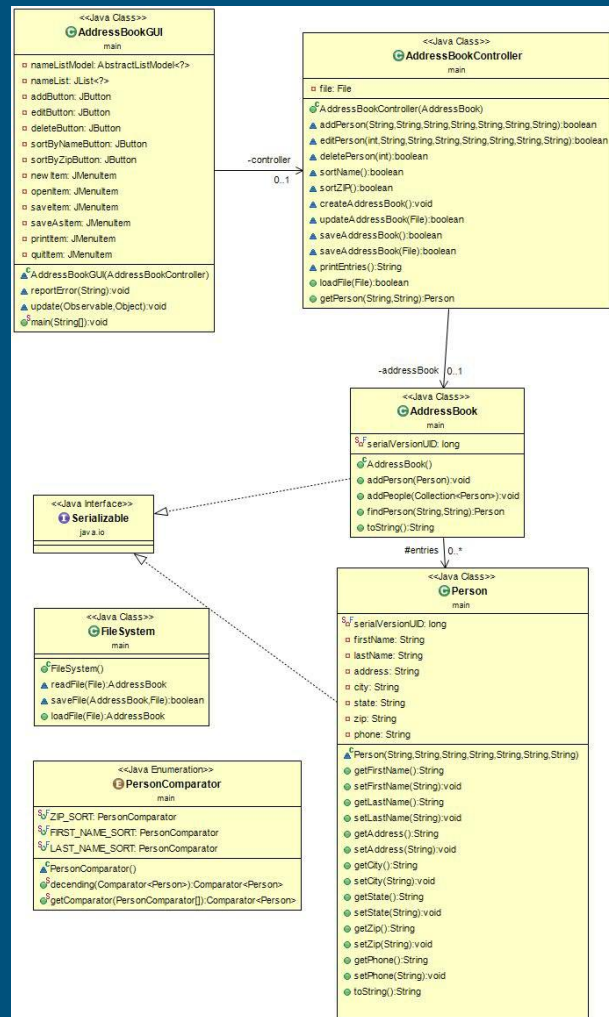 <<Java Class>>
AddressBookGUI
main
nameListModel: AbstractListModel<?>
nameList: JList<?>
addButton: JButton
editButton: JButton
deleteButton: JButton
sortByNameButton: JButton
sortByZipButton: JButton
newItem: JMenuItem
openItem: JMenuItem
saveItem: JMenuItem
saveAsItem: JMenuItem
printItem: JMenuItem
quitItem: JMenuItem
AddressBookGUI(AddressBookController)
reportError(String):void
update(Observable,Object):void
main(String[]):void
-controller
0..1
<<Java Class>>
AddressBookController
main
file: File
AddressBookController(AddressBook)
addPerson(String,String,String,String,String,String,String):boolean
editPerson(int,String,String,String,String,String,String,String):boolean
deletePerson(int):boolean
sortName():boolean
sortZIP():boolean
createAddressBook():void
updateAddressBook(File):boolean
saveAddressBook():boolean
saveAddressBook(File):boolean
printEntries():String
loadFile(File):boolean
getPerson(String,String):Person
-addressBook 0..1
<<Java Class>>
AddressBook
main
serialVersionUID: long
AddressBook()
addPerson(Person):void
addPeople(Collection<Person>):void
findPerson(String,String):Person
toString():String
#entries 0..*
<<Java Interface>>
Serializable
java.io
<<Java Class>>
FileSystem
main
FileSystem()
readFile(File):AddressBook
saveFile(AddressBook,File):boolean
loadFile(File):AddressBook
<<Java Enumeration>>
PersonComparator
main
ZIP_SORT: PersonComparator
FIRST_NAME_SORT: PersonComparator
LAST_NAME_SORT: PersonComparator
PersonComparator()
decending(Comparator<Person>):Comparator<Person>
getComparator(PersonComparator[]):Comparator<Person>
<<Java Class>>
Person
main
serialVersionUID: long
firstName: String
lastName: String
address: String
city: String
state: String
zip: String
phone: String
Person(String,String,String,String,String,String,String)
getFirstName():String
setFirstName(String):void
getLastName():String
setLastName(String):void
getAddress():String
setAddress(String):void
getCity():String
setCity(String):void
getState():String
setState(String):void
getZip():String
setZip(String):void
getPhone():String
setPhone(String):void
toString():String